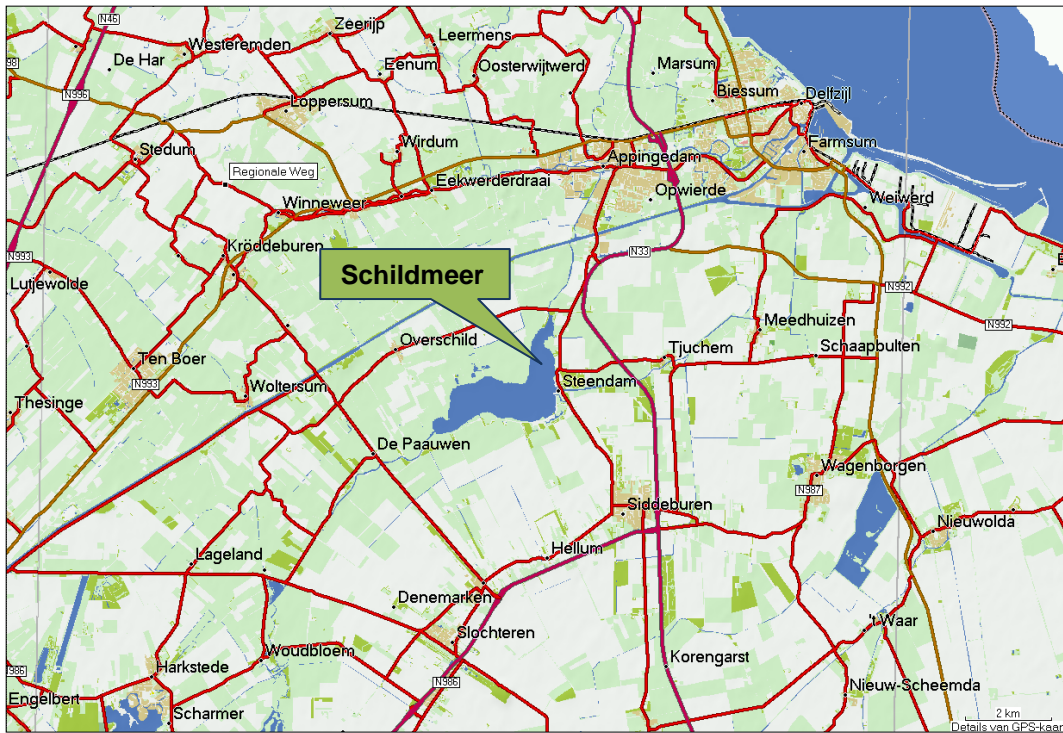 N46
Zeerijp
Leermens
Westeremden
De Har
Eenum
Oosterwijtwerd
Marsum
98
N996
Biessum
Delfzijl
Loppersum
Wirdum
Farmsum
Stedum
Appingedam
Regionale Weg
Eekwerderdraai
Opwierde
Weiwerd
Winneweer
Kröddeburen
N33
N993
Schildmeer
Lutjewolde
N992
Meedhuizen
N992
Overschild
Tjuchem
Schaapbulten
Ten Boer
N993
Steendam
Woltersum
Thesinge
De Paauwen
Wagenborgen
N987
Siddeburen
Nieuwolda
Hellum
Lageland
Denemarken
't Waar
Slochteren
Woudbloem
Harkstede
Korengarst
N986
N986
Engelbert
Nieuw-Scheemda
Scharmer
2 km
Details van GPS-kaar